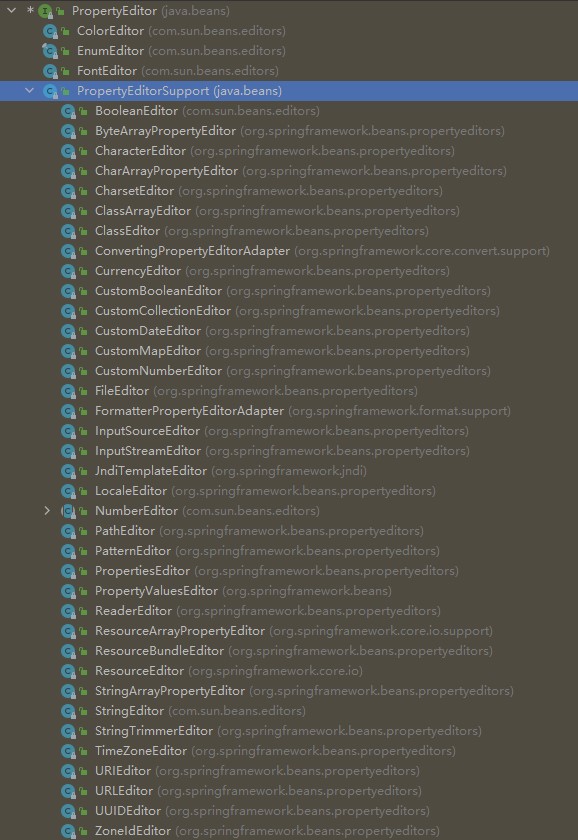 PropertyEditor (java.beans)
ColorEditor (com.sun.beans.editors)
EnumEditor (com.sun.beans.editors)
FontEditor (com.sun.beans.editors)
PropertyEditorSupport (java.beans)
BooleanEditor (com.sun.beans.editors)
ByteArrayPropertyEditor (org.springframework.beans.propertyeditors)
CharacterEditor (org.springframework.beans.propertyeditors)
CharArrayPropertyEditor (org.springframework.beans.propertyeditors)
CharsetEditor (org.springframework.beans.propertyeditors)
ClassArrayEditor (org.springframework.beans.propertyeditors)
ClassEditor (org.springframework.beans.propertyeditors)
ConvertingPropertyEditorAdapter (org.springframework.core.convert.support)
CurrencyEditor (org.springframework.beans.propertyeditors)
CustomBooleanEditor (org.springframework.beans.propertyeditors)
CustomCollectionEditor (org.springframework.beans.propertyeditors)
CustomDateEditor (org.springframework.beans.propertyeditors)
CustomMapEditor (org.springframework.beans.propertyeditors)
CustomNumberEditor (org.springframework.beans.propertyeditors)
FileEditor (org.springframework.beans.propertyeditors)
FormatterPropertyEditorAdapter (org.springframework.format.support)
InputSourceEditor (org.springframework.beans.propertyeditors)
InputStreamEditor (org.springframework.beans.propertyeditors)
JndiTemplateEditor (org.springframework.jndi)
LocaleEditor (org.springframework.beans.propertyeditors)
NumberEditor (com.sun.beans.editors)
PathEditor (org.springframework.beans.propertyeditors)
PatternEditor (org.springframework.beans.propertyeditors)
PropertiesEditor (org.springframework.beans.propertyeditors)
PropertyValuesEditor (org.springframework.beans)
ReaderEditor (org.springframework.beans.propertyeditors)
ResourceArrayPropertyEditor (org.springframework.core.io.support)
ResourceBundleEditor (org.springframework.beans.propertyeditors)
ResourceEditor (org.springframework.core.io)
StringArrayPropertyEditor (org.springframework.beans.propertyeditors)
StringEditor (com.sun.beans.editors)
StringTrimmerEditor (org.springframework.beans.propertyeditors)
TimeZoneEditor (org.springframework.beans.propertyeditors)
URIEditor (org.springframework.beans.propertyeditors)
URLEditor (org.springframework.beans.propertyeditors)
UUIDEditor (org.springframework.beans.propertyeditors)
ZoneIdEditor (org.springframework.beans.propertyeditors)